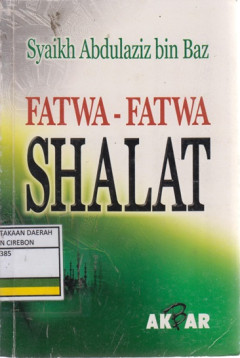 Syaikh Abdulaziz bin Baz
FATWA - FATWA
SHALAT
TAKAAN DAERAH
N CIREBON
385
AKBAR